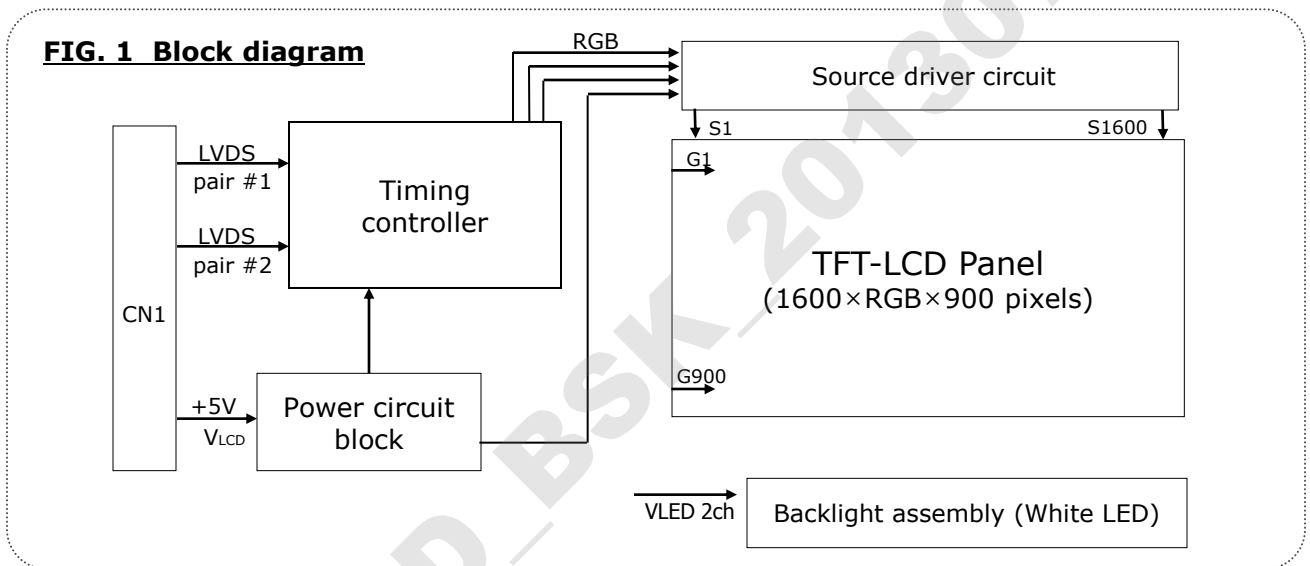 FIG. 1 Block diagram
RGB
Source driver circuit
S1
S1600
CN1
LVDS
pair #1
LVDS
pair #2
Timing
controller
G1
TFT-LCD Panel
(1600×RGB×900 pixels)
G900
+5V
VLCD
Power circuit
block
VLED 2ch
Backlight assembly (White LED)
D_BSK_20130